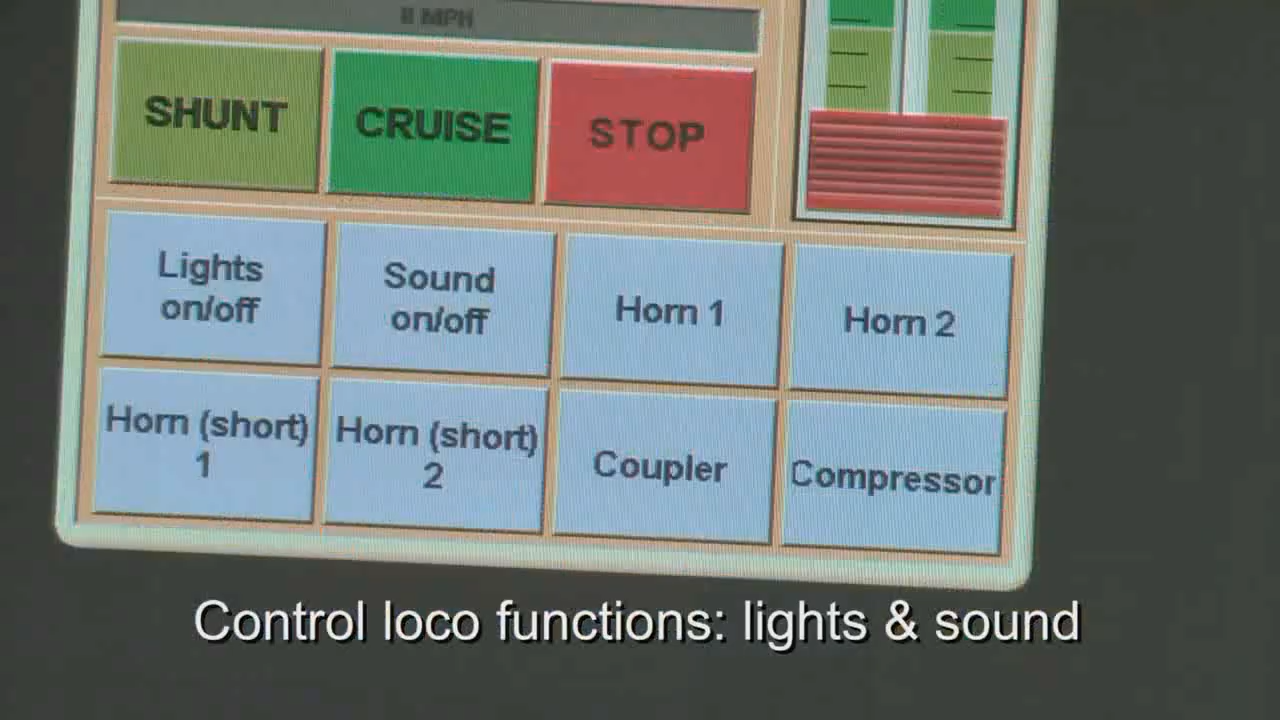 SHUNT
CRUISE
STOP
Lights
on/off
Sound
on/off
Horn 1
Horn 2
Horn (short)
1
Horn (short)
2
Coupler
Compressor
Control loco functions: lights & sound